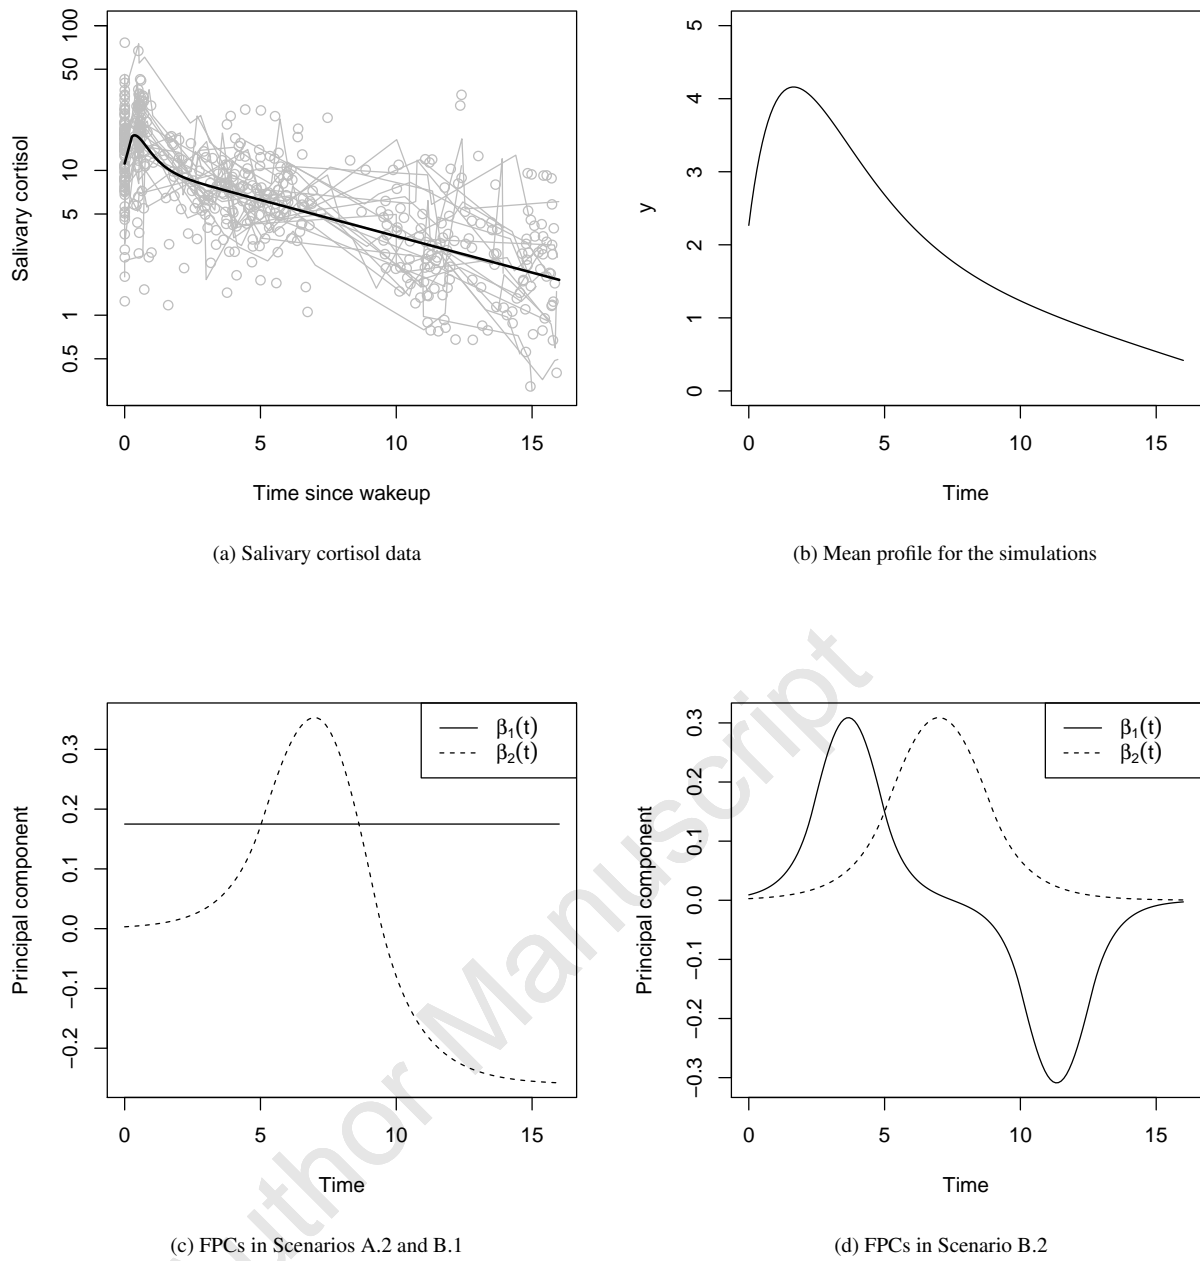 100
50
10
5
1
0.5
Salivary cortisol
0 5 10 15
Time since wakeup
(a) Salivary cortisol data
5
4
3
2
1
0
y
0 5 10 15
Time
(b) Mean profile for the simulations
β₁(t)
β₂(t)
0.3
0.2
0.1
0.0
−0.1
−0.2
Principal component
0 5 10 15
Time
(c) FPCs in Scenarios A.2 and B.1
β₁(t)
β₂(t)
0.3
0.2
0.1
0.0
−0.1
−0.2
−0.3
Principal component
0 5 10 15
Time
(d) FPCs in Scenario B.2
Author Manuscript